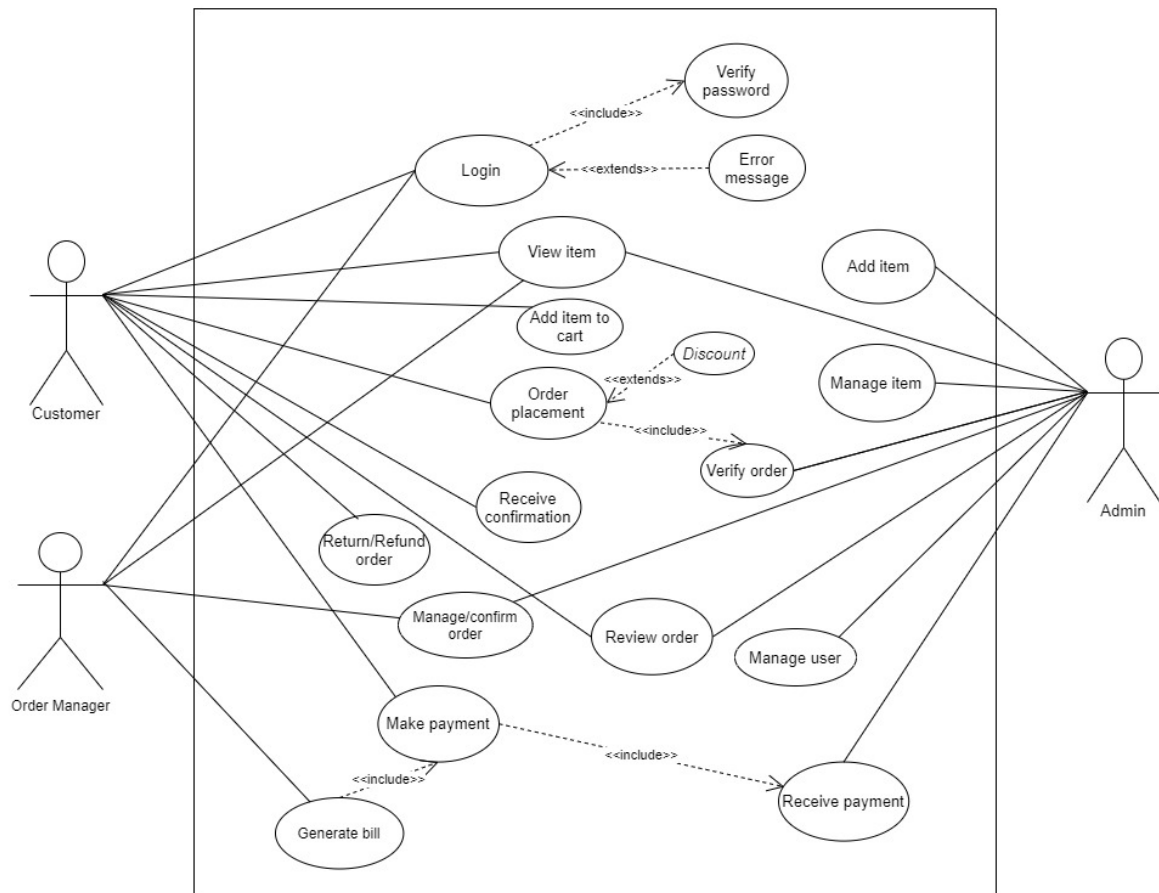 Verify
password
<<include>>
Login
<<extends>>
Error
message
View item
Add item
Add item to
cart
Discount
<<extends>>
Manage item
Order
placement
<<include>>
Customer
Verify order
Receive
confirmation
Admin
Return/Refund
order
Manage/confirm
order
Review order
Manage user
Order Manager
Make payment
<<include>>
<<include>>
Receive payment
Generate bill